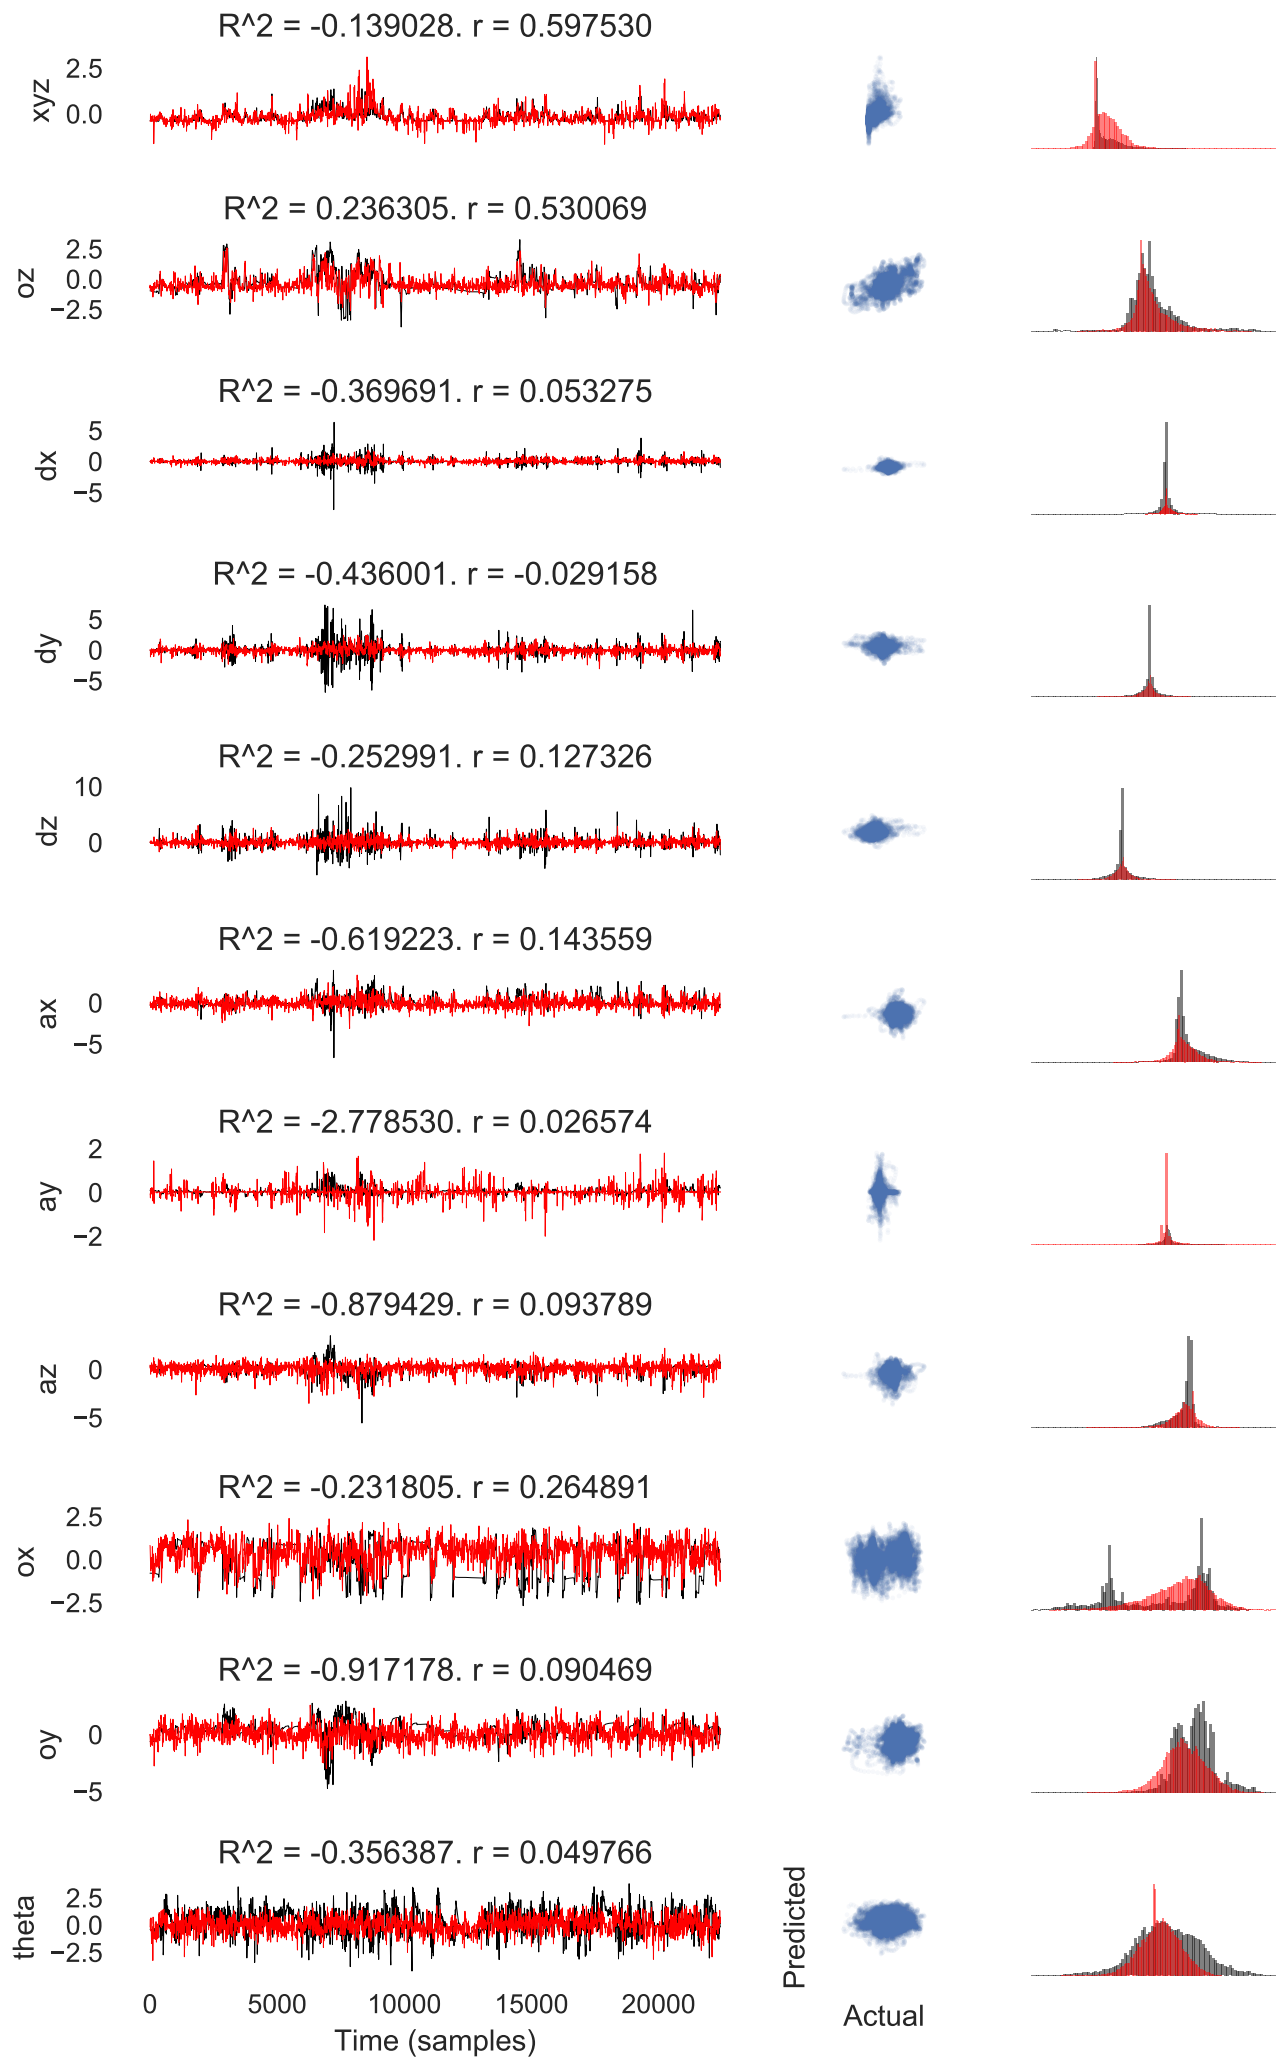 R^2 = -0.139028. r = 0.597530
xyz
2.5
0.0
R^2 = 0.236305. r = 0.530069
oz
2.5
0.0
−2.5
R^2 = -0.369691. r = 0.053275
dx
5
0
−5
R^2 = -0.436001. r = -0.029158
dy
5
0
−5
R^2 = -0.252991. r = 0.127326
dz
10
0
R^2 = -0.619223. r = 0.143559
ax
0
−5
R^2 = -2.778530. r = 0.026574
ay
2
0
−2
R^2 = -0.879429. r = 0.093789
az
0
−5
R^2 = -0.231805. r = 0.264891
ox
2.5
0.0
−2.5
R^2 = -0.917178. r = 0.090469
oy
0
−5
R^2 = -0.356387. r = 0.049766
theta
2.5
0.0
−2.5
0 5000 10000 15000 20000
Time (samples)
Predicted
Actual